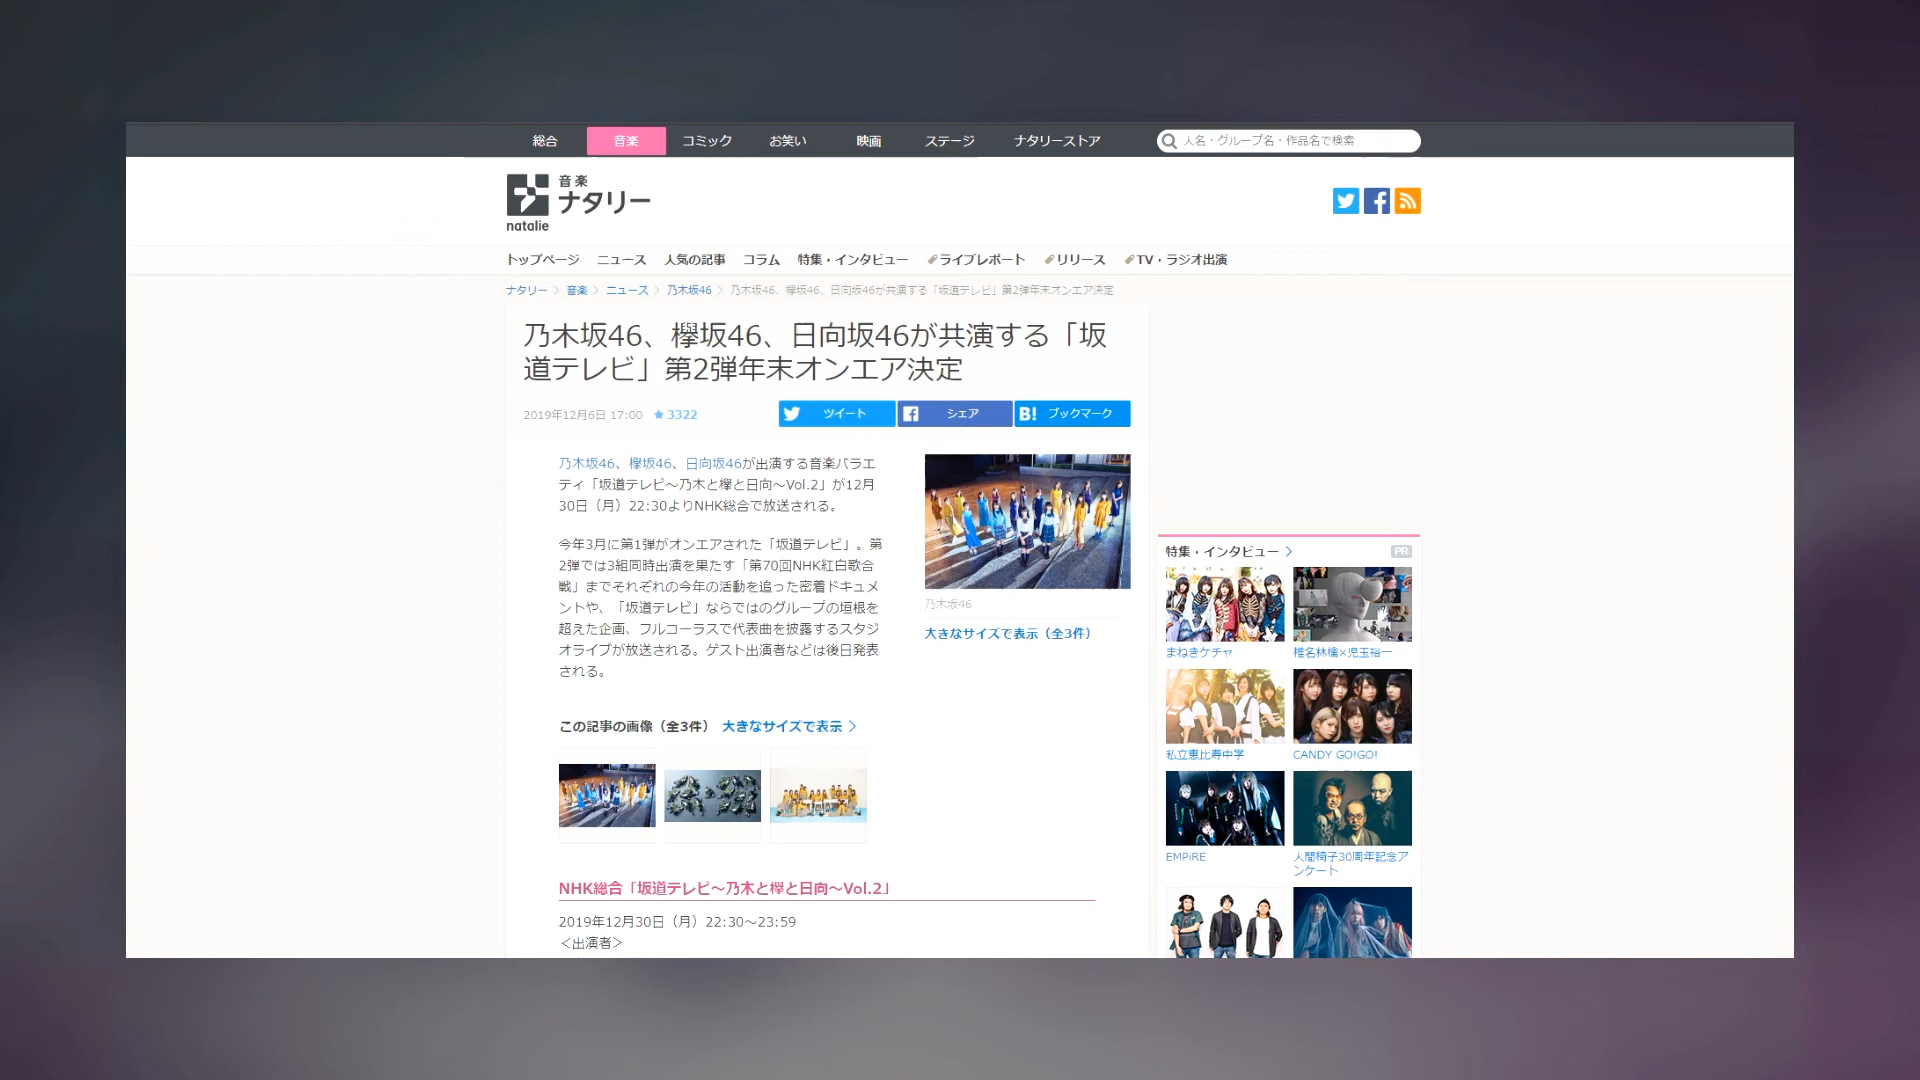 総合 音楽 コミック お笑い 映画 ステージ ナタリーストア 人名・グループ名・作品名で検索
音楽
ナタリー
natalie
トップページ ニュース 人気の記事 コラム 特集・インタビュー ライブレポート リリース TV・ラジオ出演
ナタリー 音楽 ニュース 乃木坂46 乃木坂46、欅坂46、日向坂46が共演する「坂道テレビ」第2弾年末オンエア決定
乃木坂46、欅坂46、日向坂46が共演する「坂
道テレビ」第2弾年末オンエア決定
2019年12月6日 17:00 3322 ツイート シェア B! ブックマーク
乃木坂46、欅坂46、日向坂46が出演する音楽バラエ
ティ「坂道テレビ～乃木と欅と日向～Vol.2」が12月
30日（月）22:30よりNHK総合で放送される。
今年3月に第1弾がオンエアされた「坂道テレビ」。第
2弾では3組同時出演を果たす「第70回NHK紅白歌合
戦」までそれぞれの今年の活動を追った密着ドキュメ
ントや、「坂道テレビ」ならではのグループの垣根を
超えた企画、フルコーラスで代表曲を披露するスタジ
オライブが放送される。ゲスト出演者などは後日発表
される。
乃木坂46
大きなサイズで表示（全3件）
この記事の画像（全3件） 大きなサイズで表示
NHK総合「坂道テレビ～乃木と欅と日向～Vol.2」
2019年12月30日（月）22:30～23:59
＜出演者＞
特集・インタビュー PR
まねきケチャ 椎名林檎×児玉裕一
私立恵比寿中学 CANDY GO!GO!
EMPiRE 人間椅子30周年記念ア
ンケート